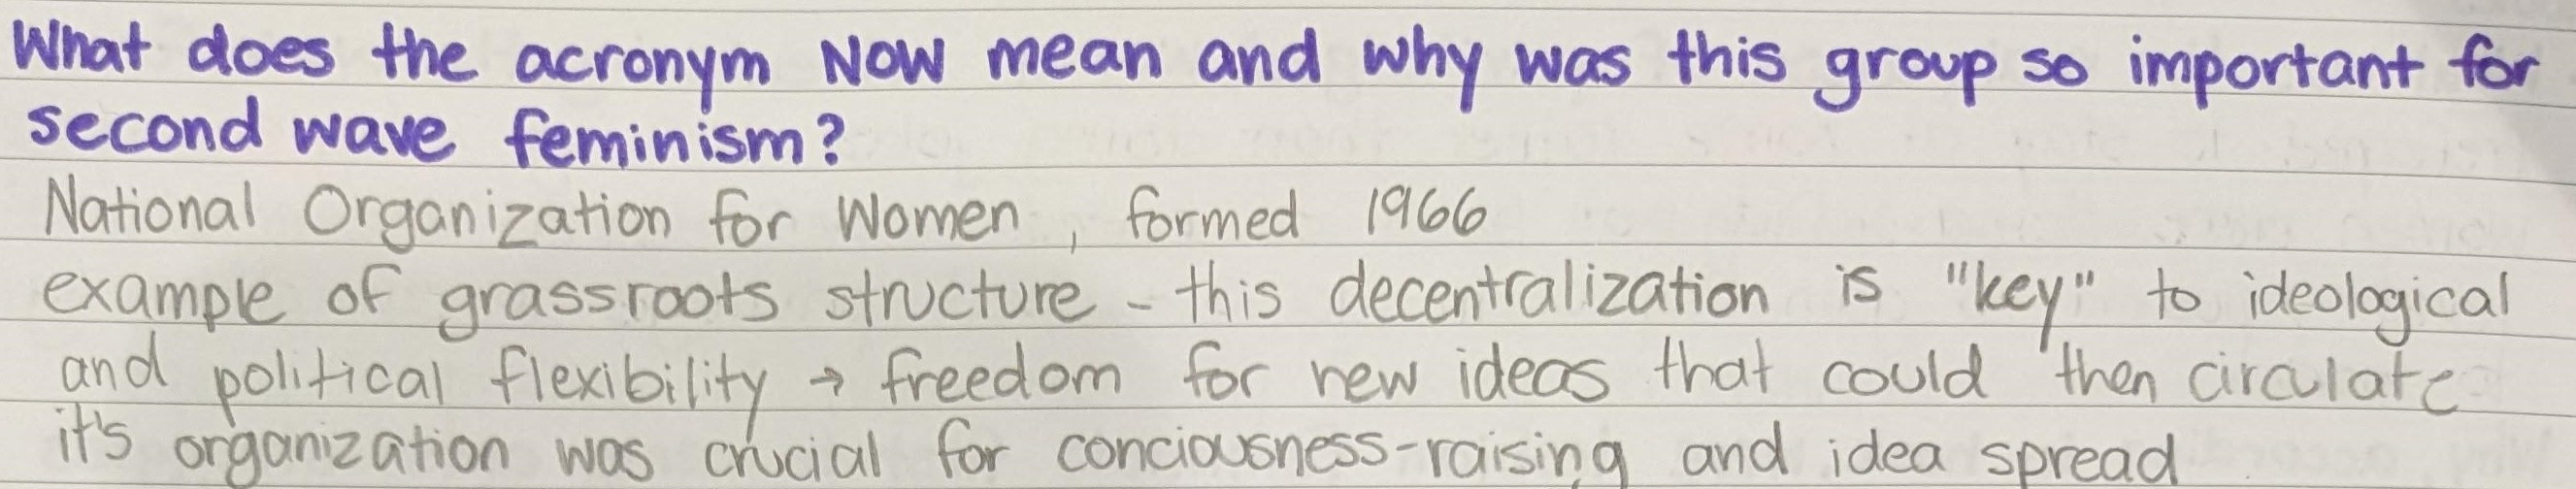 What does the acronym NOW mean and why was this group so important for
second wave feminism?
National Organization for Women, formed 1966
example of grassroots structure - this decentralization is "key" to ideological
and political flexibility → freedom for new ideas that could then circulate
it's organization was crucial for conciousness-raising and idea spread